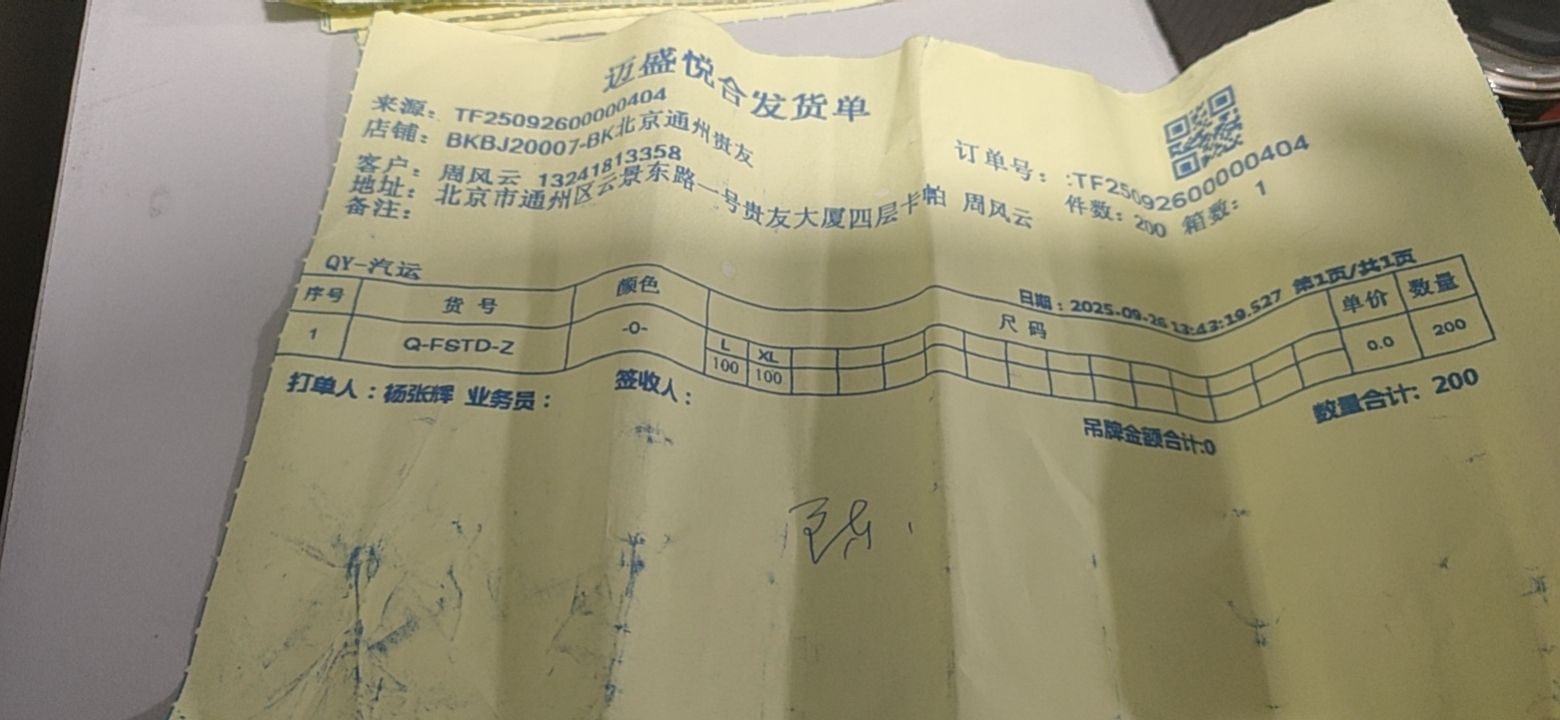 迈盛悦合发货单
来源：TF25092600000404
店铺：BKBJ20007-BK北京通州贵友
订单号：:TF25092600000404
客户：周风云 13241813358
件数：200 箱数：1
地址：北京市通州区云景东路一号贵友大厦四层卡帕 周风云
备注：
QY-汽运
日期：2025-09-26 13:43:19.527 第1页/共1页
序号 货号 颜色 尺码 单价 数量
L XL
1 Q-FSTD-Z -0- 100 100 0.0 200
打单人：杨张辉 业务员： 签收人：
吊牌金额合计:0
数量合计：200